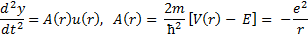 d²y/dt² = A(r)u(r), A(r) = 2m/ħ² [V(r) − E] = −e²/r